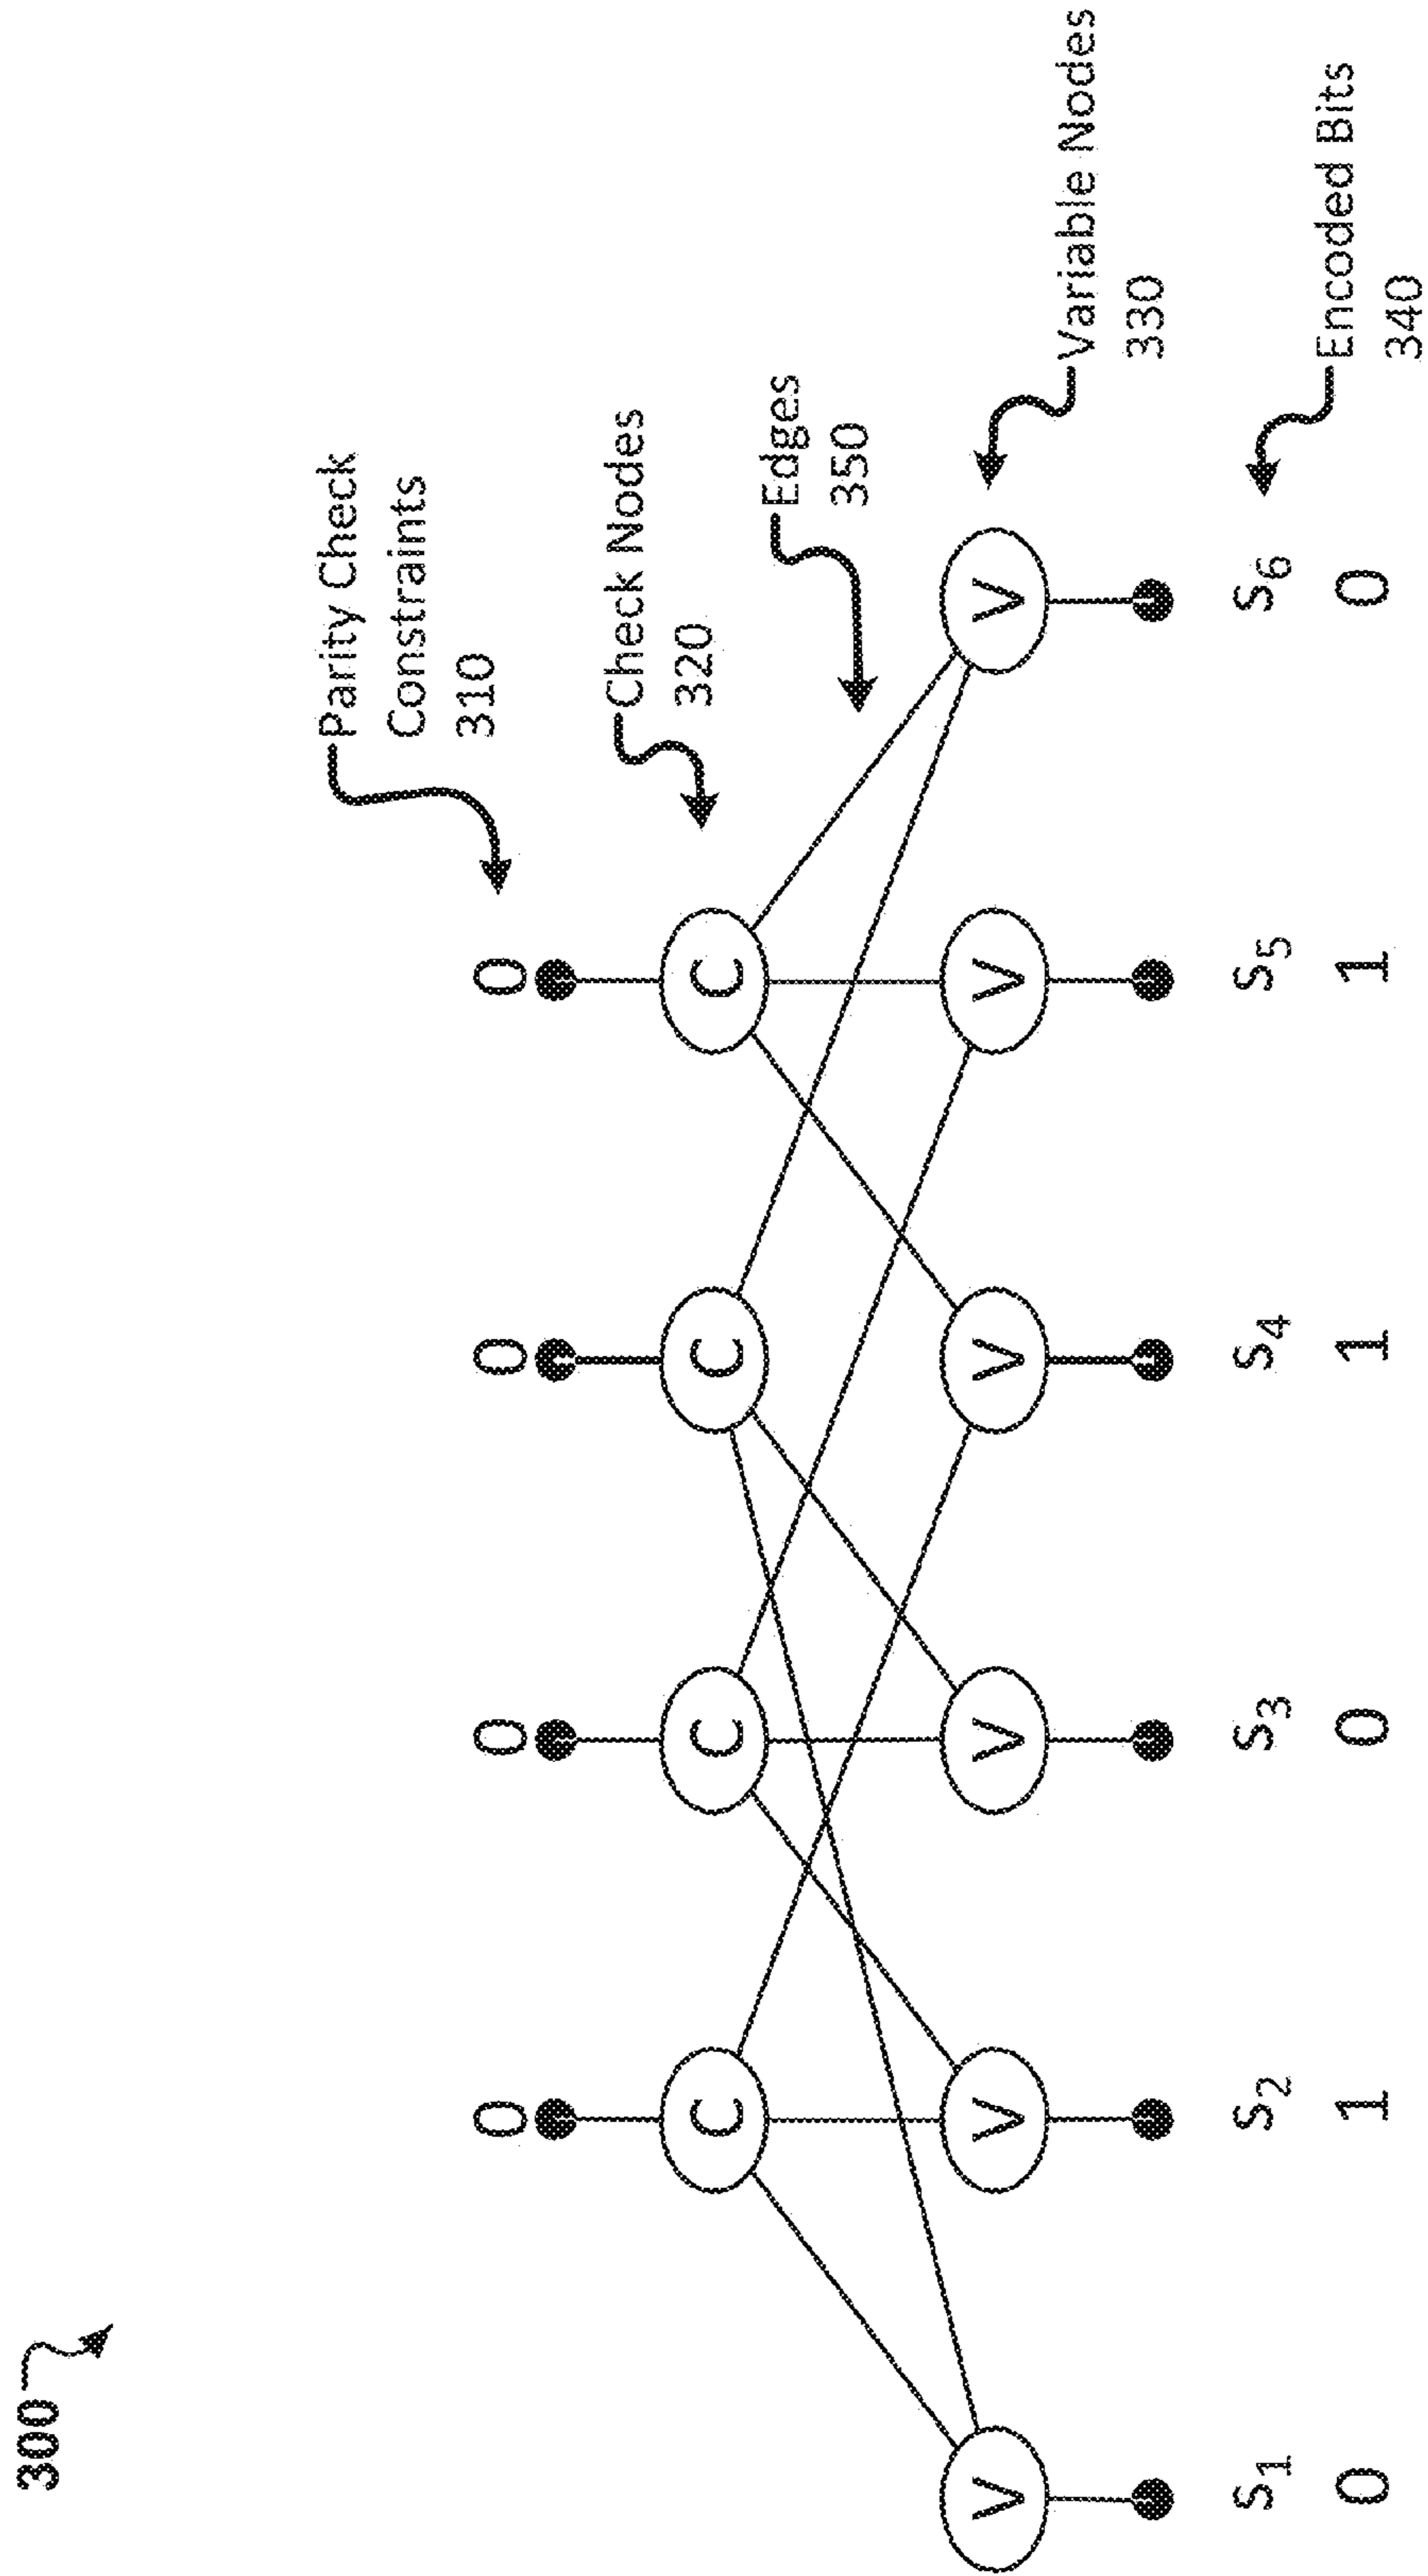 300
Parity Check
Constraints
310
0 0 0 0
Check Nodes
320
C C C C
Edges
350
Variable Nodes
330
V V V V V V
Encoded Bits
340
S1 S2 S3 S4 S5 S6
0 1 0 1 1 0